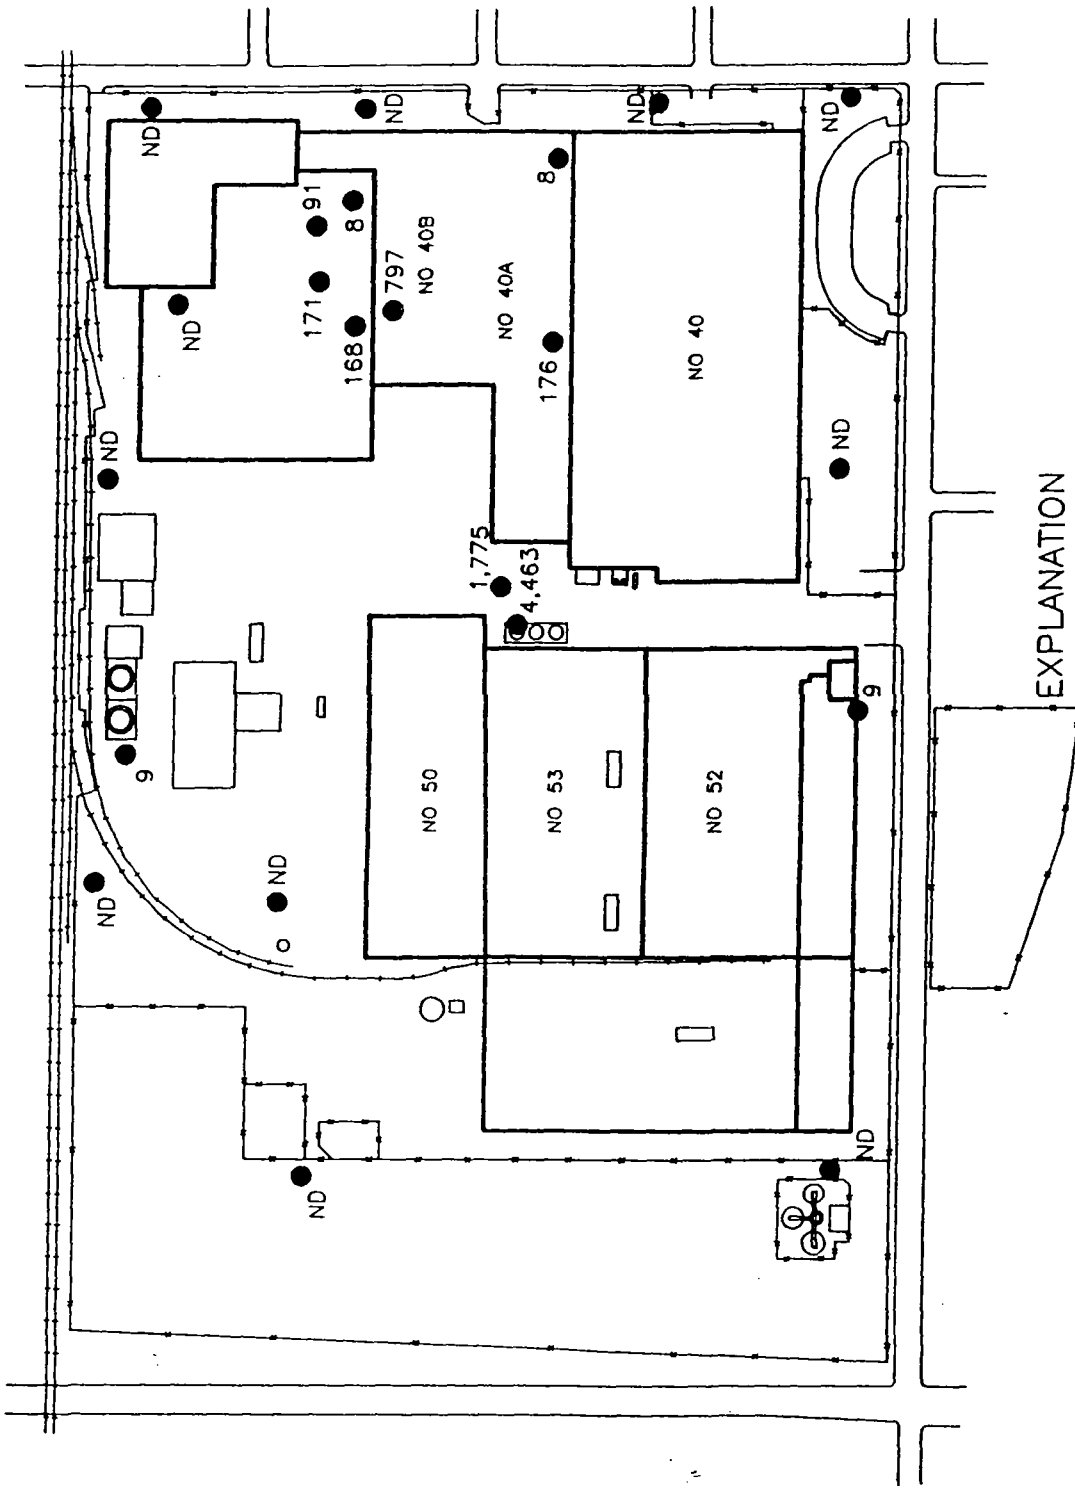 ND
ND
9
ND
ND
ND
91
171
ND
168
8
797
ND
NO 40B
NO 50
1,775
NO 40A
4,463
8
176
NO 53
ND
NO 40
NO 52
ND
ND
ND
9
EXPLANATION